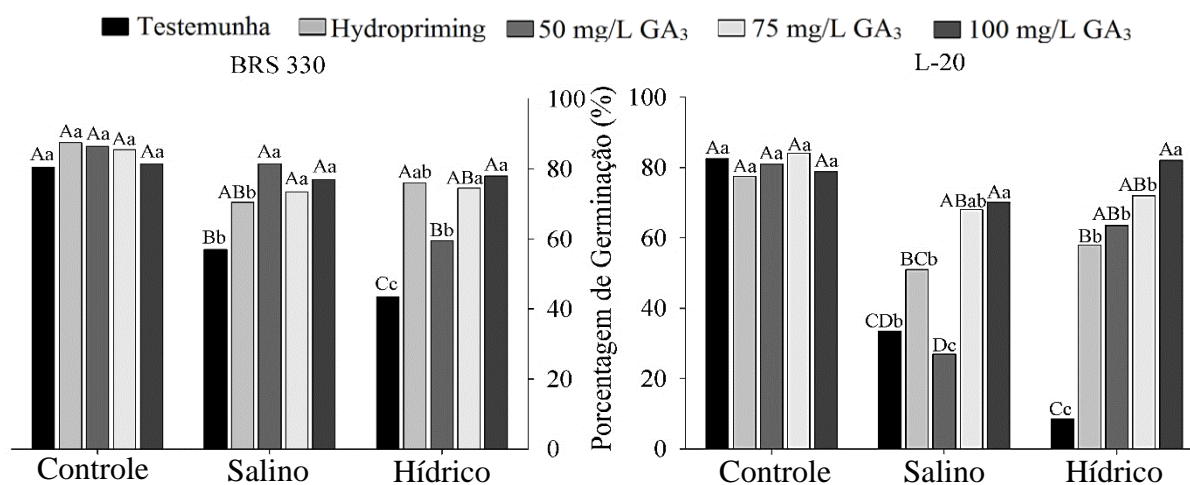 Testemunha Hydropriming 50 mg/L GA₃ 75 mg/L GA₃ 100 mg/L GA₃
BRS 330
Aa Aa Aa Aa Aa
Bb ABb Aa Aa Aa
Cc Aab Bb ABa Aa
100
80
60
40
20
0
Controle Salino Hídrico
Porcentagem de Germinação (%)
L-20
100
80
60
40
20
0
Aa Aa Aa Aa Aa
CDb BCb Dc ABab Aa
Cc Bb ABb ABb Aa
Controle Salino Hídrico